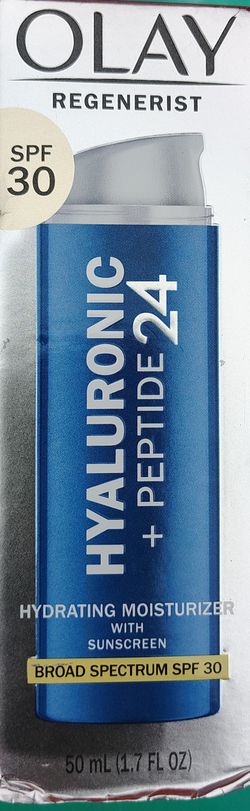 OLAY
REGENERIST
SPF
30
HYALURONIC
+ PEPTIDE 24
HYDRATING MOISTURIZER
WITH
SUNSCREEN
BROAD SPECTRUM SPF 30
50 mL (1.7 FL OZ)